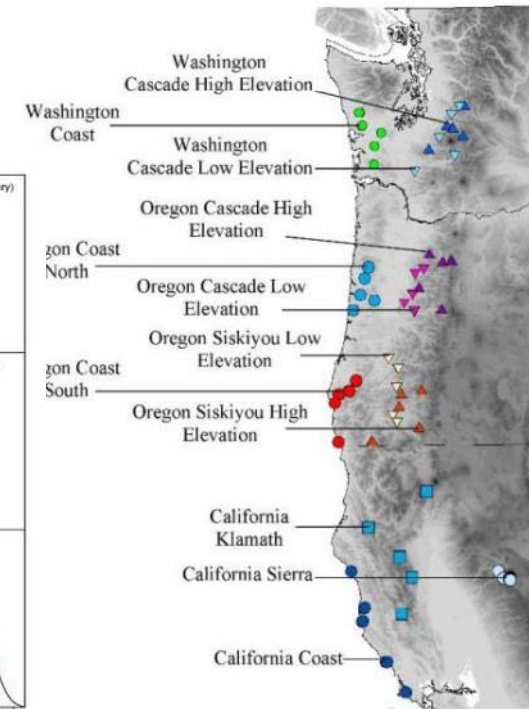 Washington
Cascade High Elevation
Washington
Coast
Washington
Cascade Low Elevation
ry)
Oregon Cascade High
Elevation
gon Coast
North
Oregon Cascade Low
Elevation
Oregon Siskiyou Low
Elevation
gon Coast
South
Oregon Siskiyou High
Elevation
California
Klamath
California Sierra
California Coast